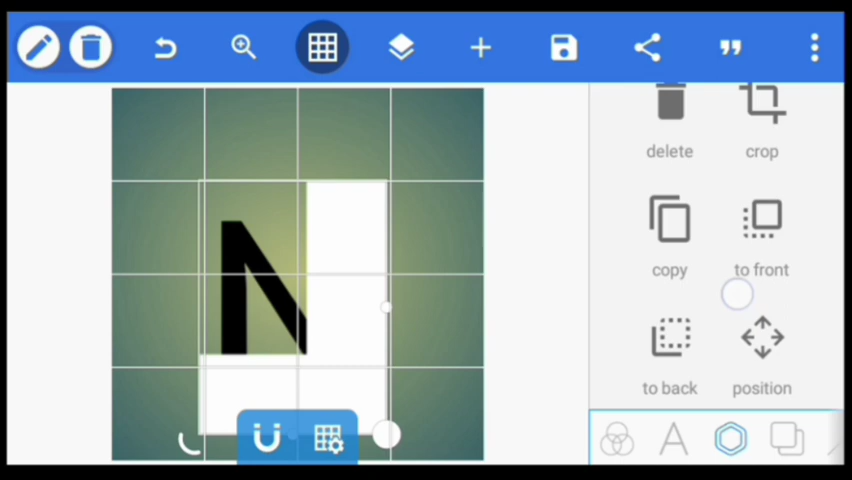 delete
crop
N
copy
to front
to back
position
A